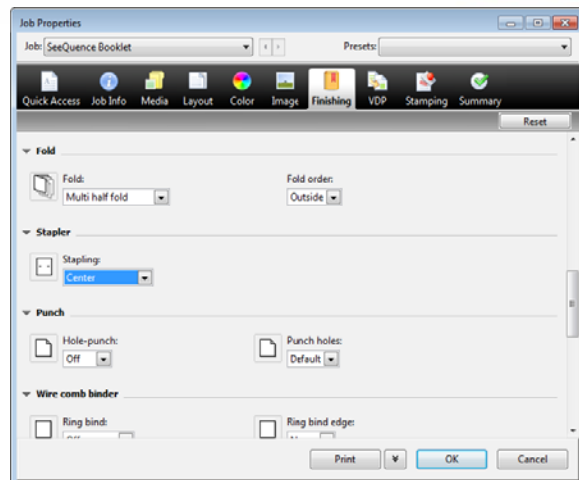 Job Properties
Job: SeeQuence Booklet Presets:
Quick Access Job Info Media Layout Color Image Finishing VDP Stamping Summary
Reset
Fold
Fold: Fold order:
Multi half fold Outside
Stapler
Stapling:
Center
Punch
Hole-punch: Punch holes:
Off Default
Wire comb binder
Ring bind: Ring bind edge:
Print OK Cancel